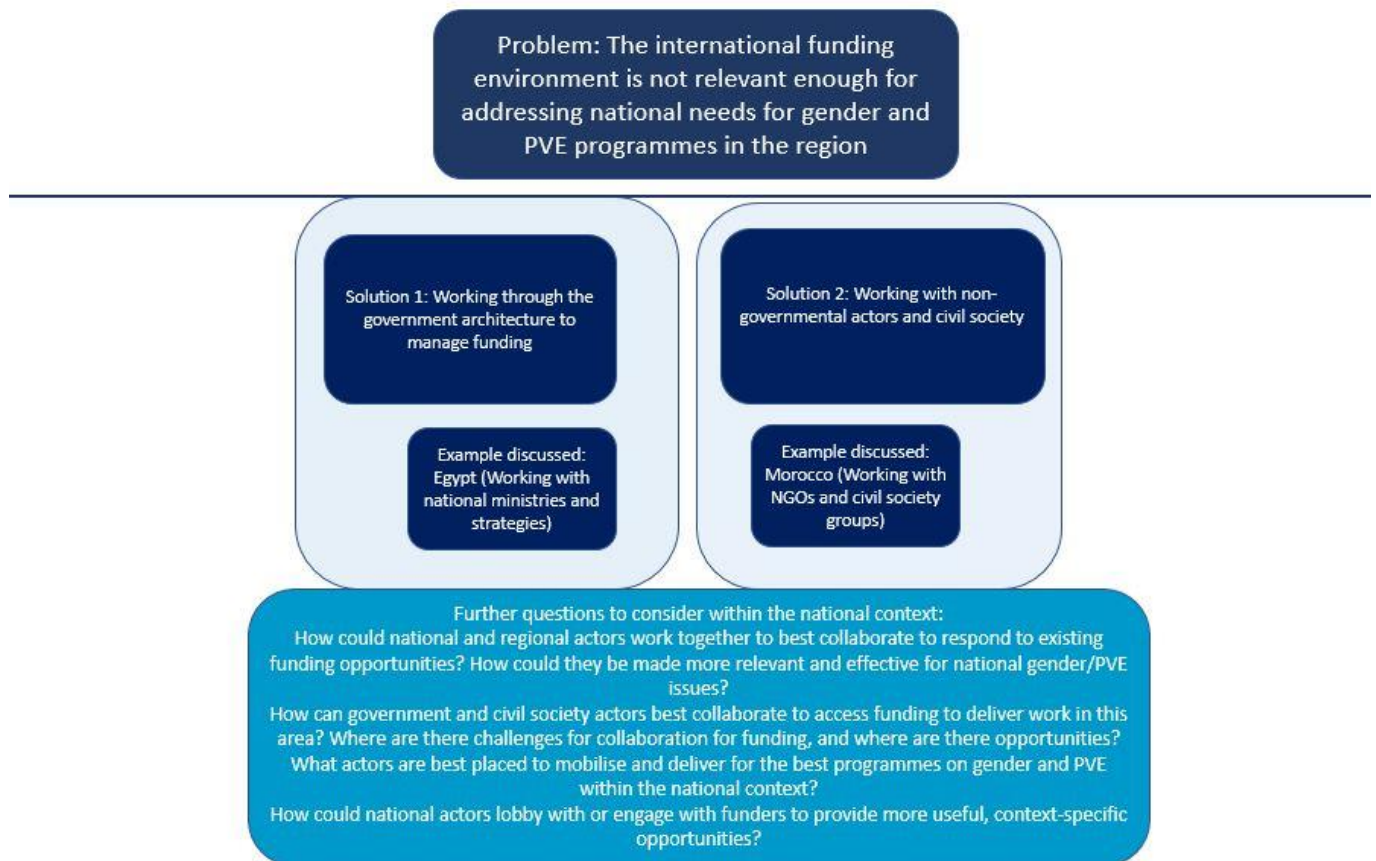 Problem: The international funding
environment is not relevant enough for
addressing national needs for gender and
PVE programmes in the region
Solution 1: Working through the
government architecture to
manage funding
Example discussed:
Egypt (Working with
national ministries and
strategies)
Solution 2: Working with non-
governmental actors and civil society
Example discussed:
Morocco (Working with
NGOs and civil society
groups)
Further questions to consider within the national context:
How could national and regional actors work together to best collaborate to respond to existing
funding opportunities? How could they be made more relevant and effective for national gender/PVE
issues?
How can government and civil society actors best collaborate to access funding to deliver work in this
area? Where are there challenges for collaboration for funding, and where are there opportunities?
What actors are best placed to mobilise and deliver for the best programmes on gender and PVE
within the national context?
How could national actors lobby with or engage with funders to provide more useful, context-specific
opportunities?